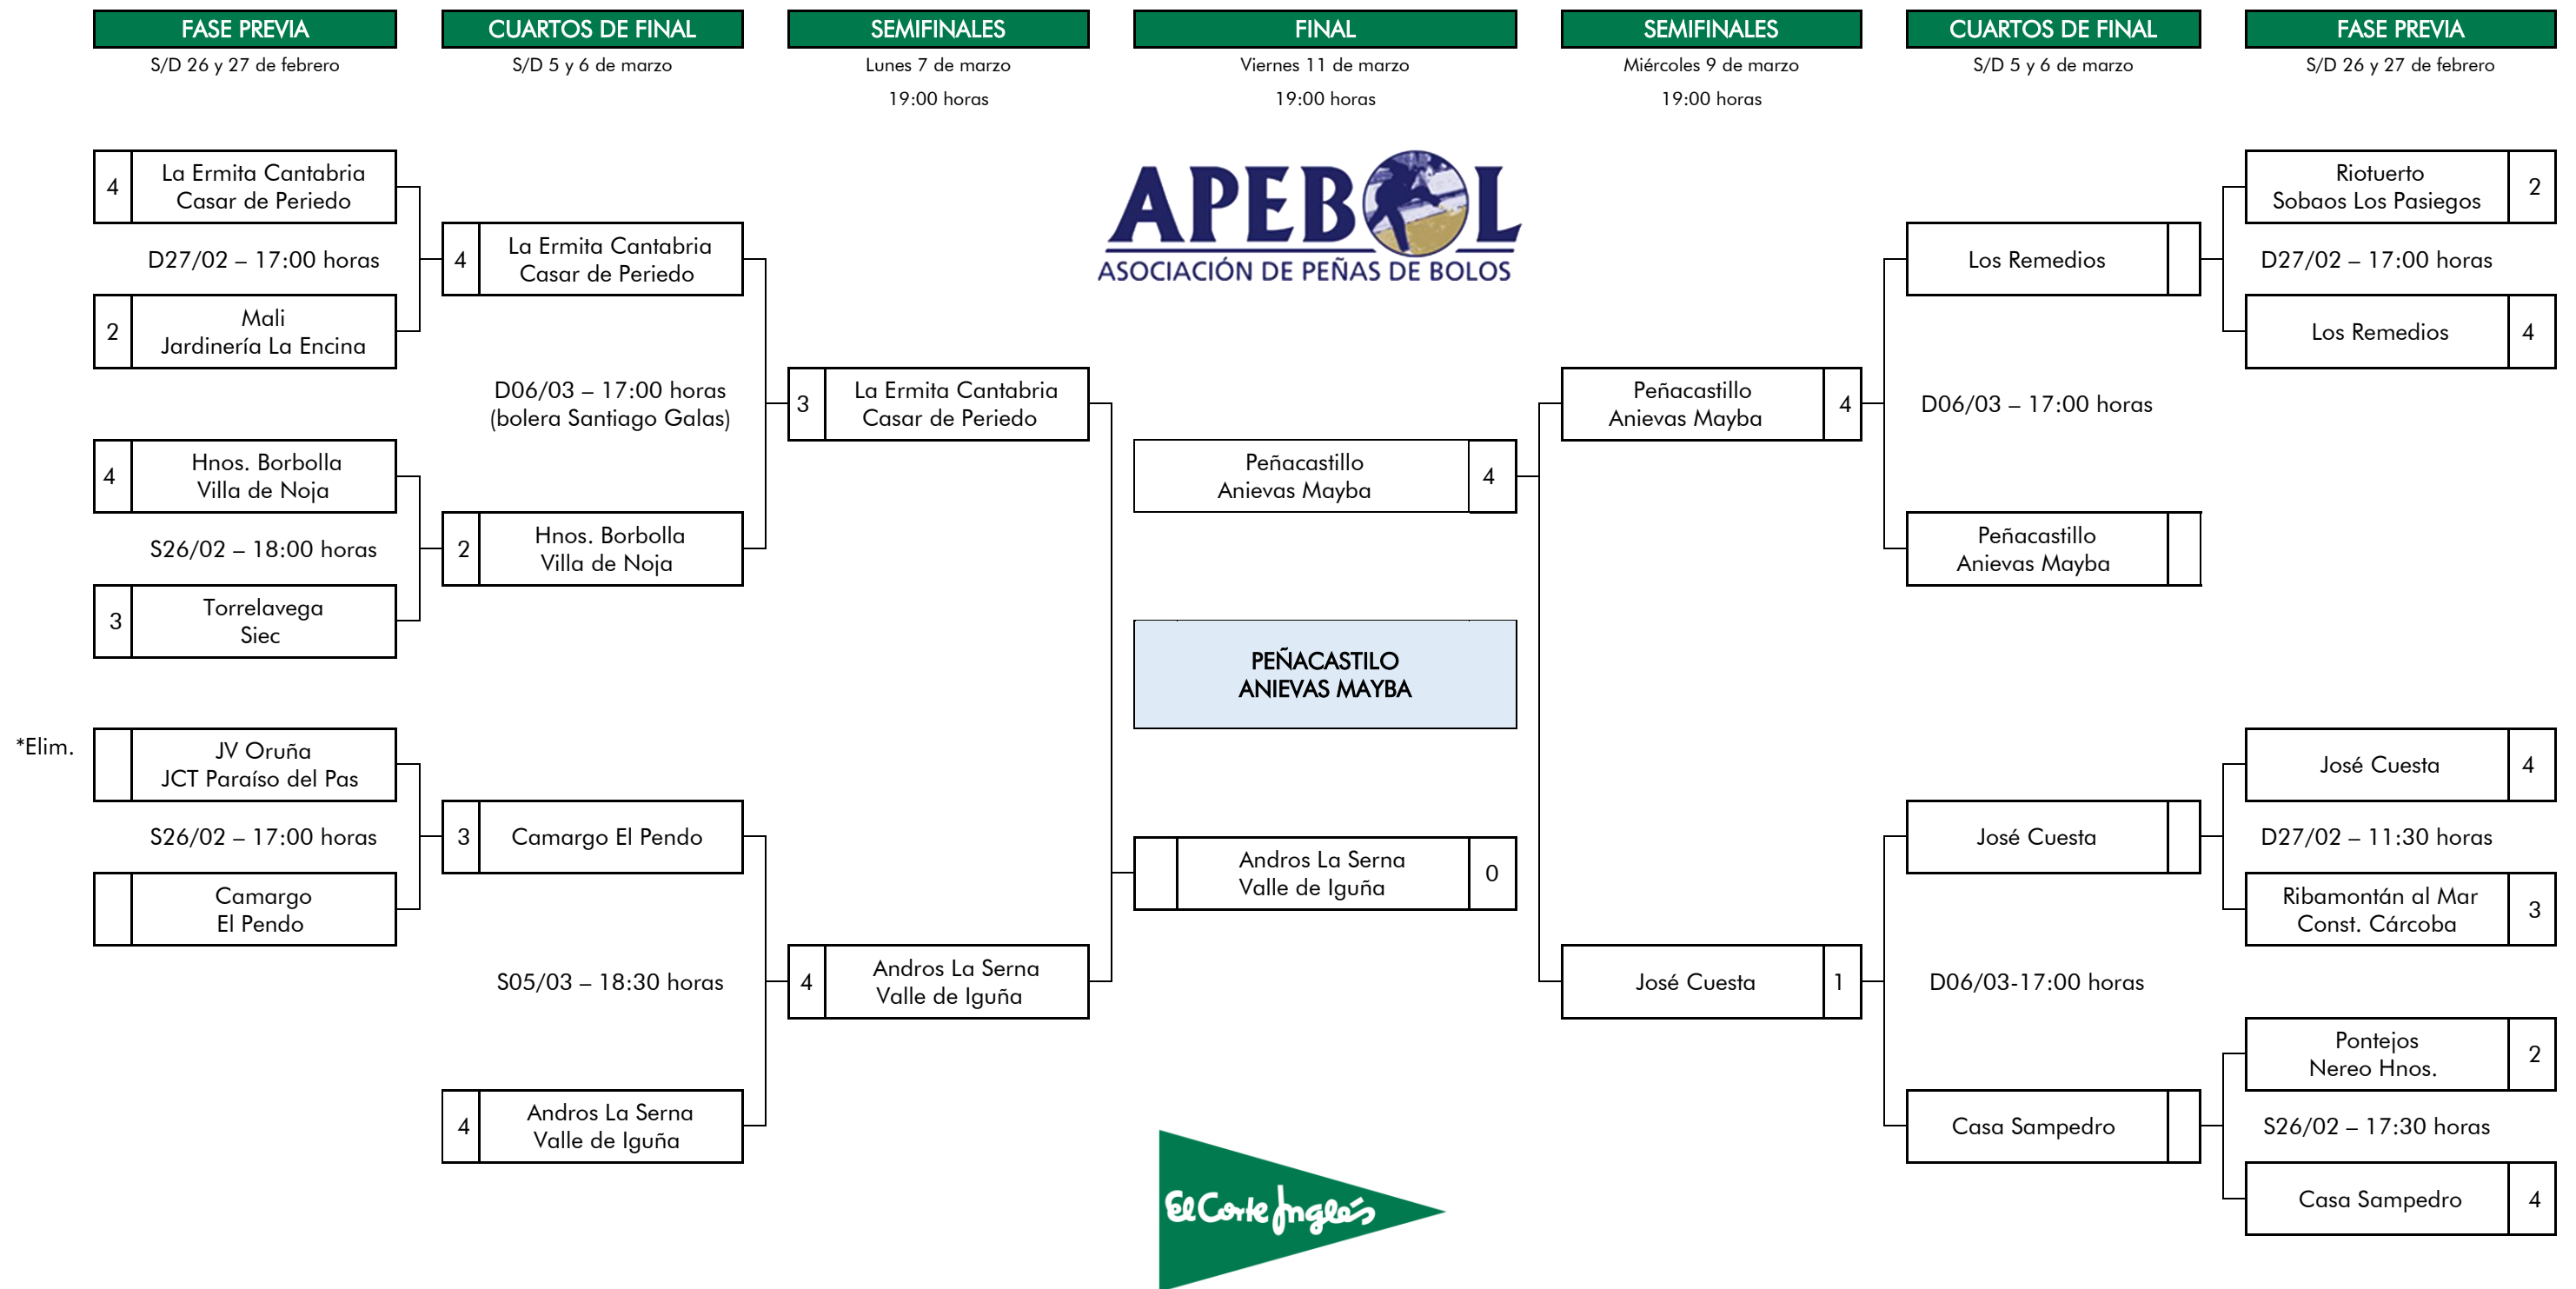 FASE PREVIA
S/D 26 y 27 de febrero
4
La Ermita Cantabria
Casar de Periedo
D27/02 – 17:00 horas
2
Mali
Jardinería La Encina
4
Hnos. Borbolla
Villa de Noja
S26/02 – 18:00 horas
3
Torrelavega
Siec
*Elim.
JV Oruña
JCT Paraíso del Pas
S26/02 – 17:00 horas
Camargo
El Pendo
CUARTOS DE FINAL
S/D 5 y 6 de marzo
4
La Ermita Cantabria
Casar de Periedo
D06/03 – 17:00 horas
(bolera Santiago Galas)
2
Hnos. Borbolla
Villa de Noja
3
Camargo El Pendo
S05/03 – 18:30 horas
4
Andros La Serna
Valle de Iguña
SEMIFINALES
Lunes 7 de marzo
19:00 horas
3
La Ermita Cantabria
Casar de Periedo
4
Andros La Serna
Valle de Iguña
FINAL
Viernes 11 de marzo
19:00 horas
APEBOL
ASOCIACIÓN DE PEÑAS DE BOLOS
Peñacastillo
Anievas Mayba
4
PEÑACASTILO
ANIEVAS MAYBA
Andros La Serna
Valle de Iguña
0
El Corte Inglés
SEMIFINALES
Miércoles 9 de marzo
19:00 horas
Peñacastillo
Anievas Mayba
4
José Cuesta
1
CUARTOS DE FINAL
S/D 5 y 6 de marzo
Los Remedios
D06/03 – 17:00 horas
Peñacastillo
Anievas Mayba
José Cuesta
D06/03-17:00 horas
Casa Sampedro
FASE PREVIA
S/D 26 y 27 de febrero
Riotuerto
Sobaos Los Pasiegos
2
D27/02 – 17:00 horas
Los Remedios
4
José Cuesta
4
D27/02 – 11:30 horas
Ribamontán al Mar
Const. Cárcoba
3
Pontejos
Nereo Hnos.
2
S26/02 – 17:30 horas
Casa Sampedro
4